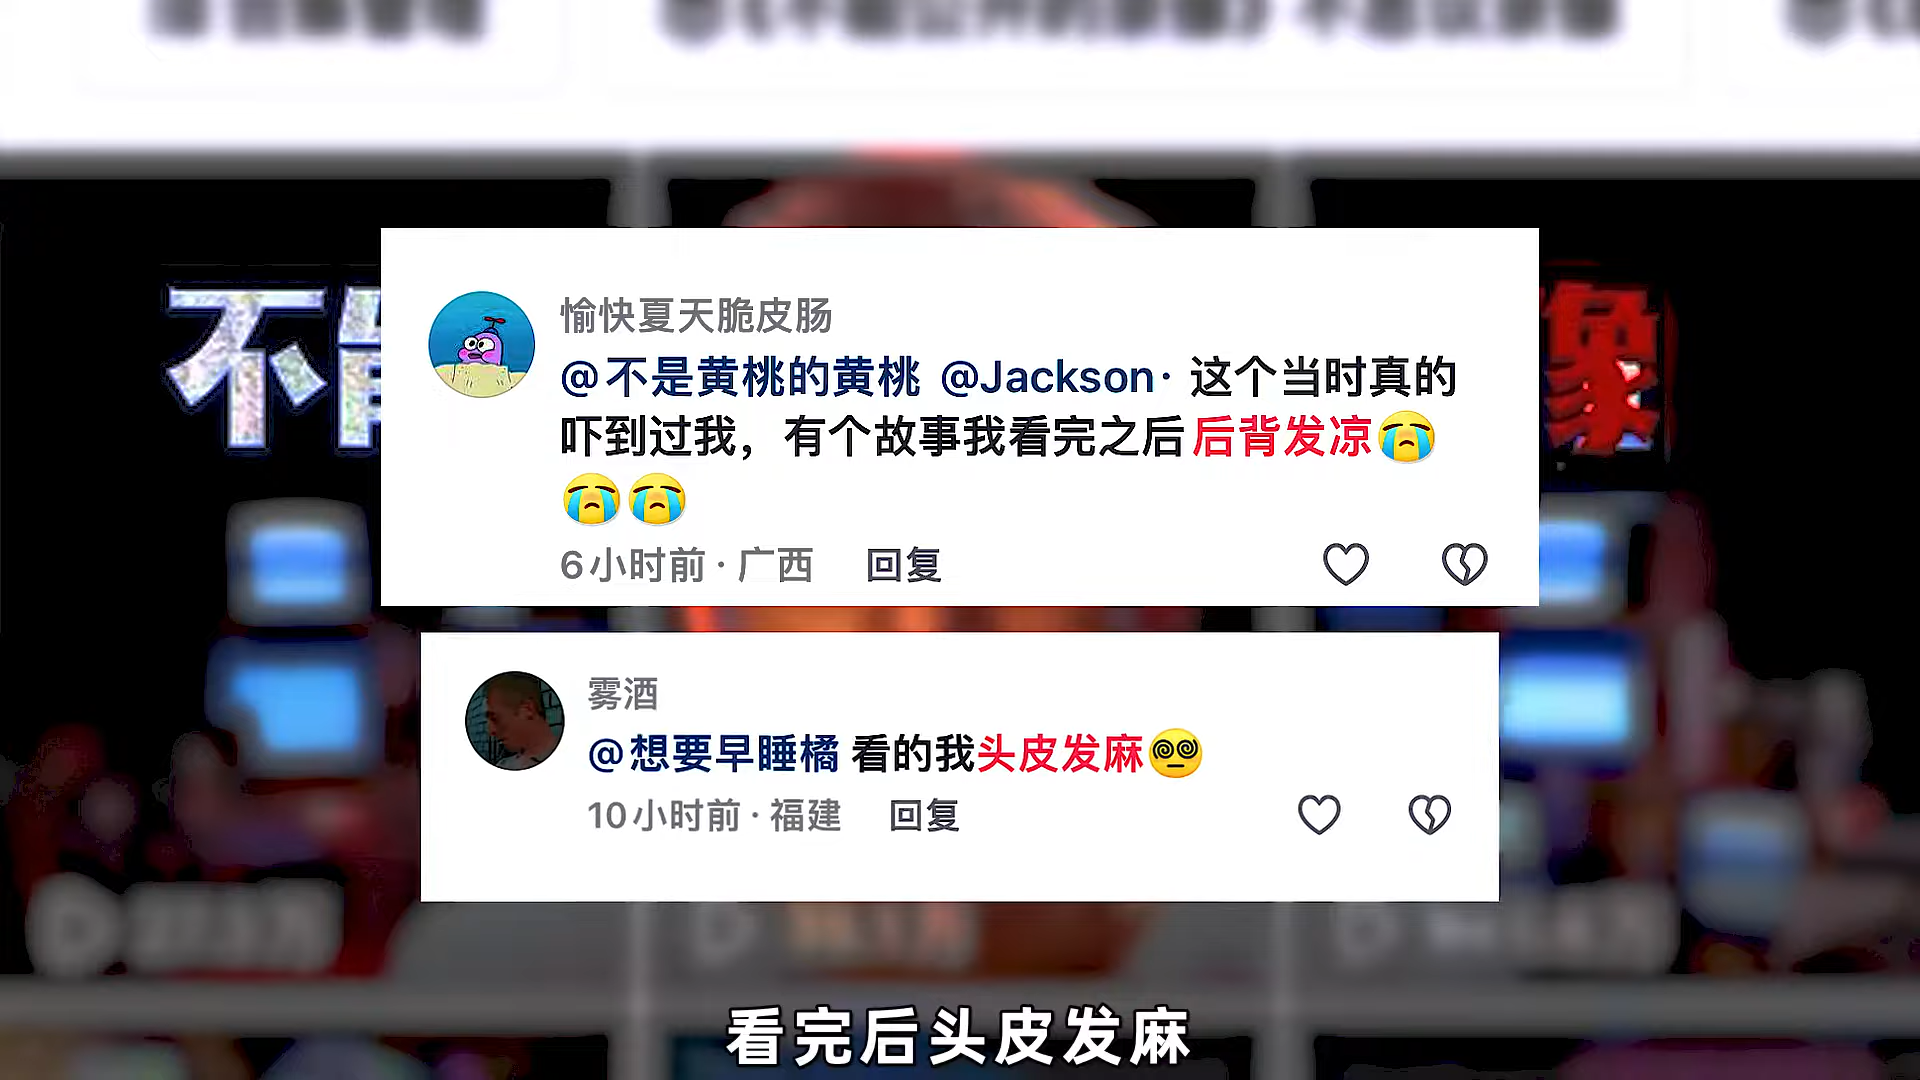 不
象
愉快夏天脆皮肠
@不是黄桃的黄桃 @Jackson· 这个当时真的
吓到过我，有个故事我看完之后后背发凉😭
😭😭
6小时前·广西 回复
雾酒
@想要早睡橘 看的我头皮发麻😵‍💫
10小时前·福建 回复
看完后头皮发麻